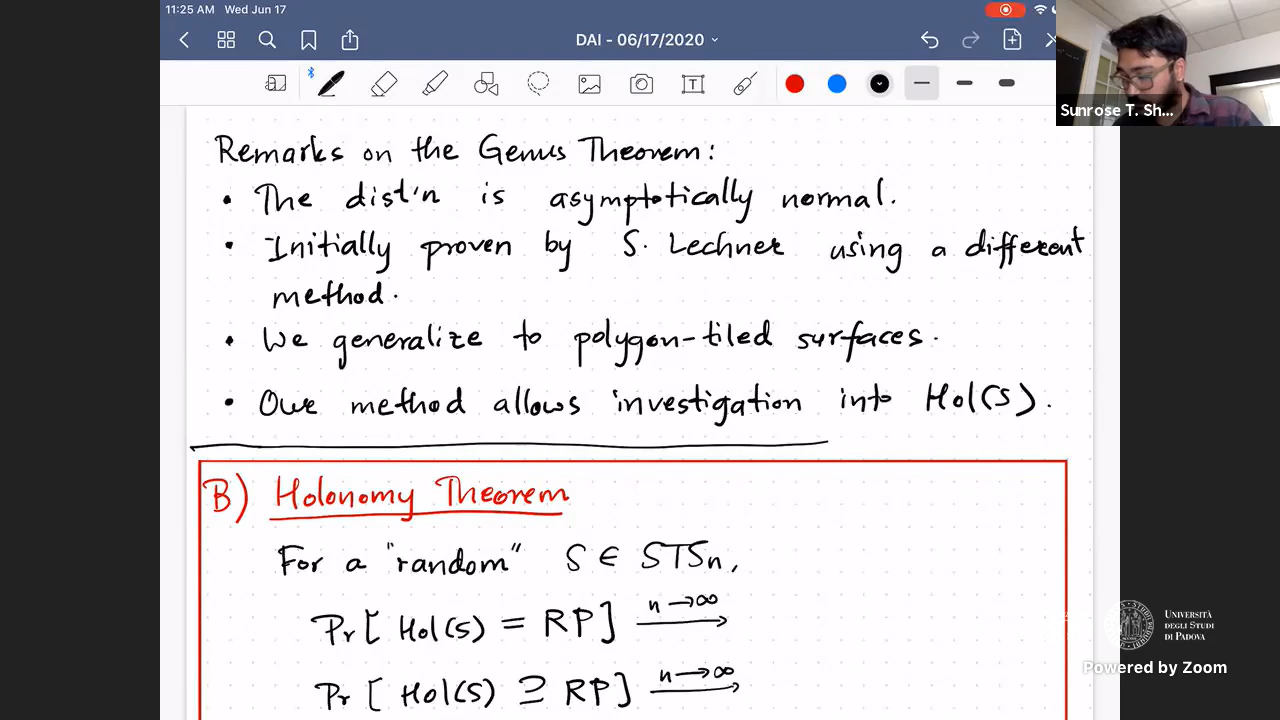 11:25 AM Wed Jun 17
DAI - 06/17/2020
T
Sunrose T. Sh...
Remarks on the Genus Theorem:
• The dist'n is asymptotically normal.
• Initially proven by S. Lechner using a different
method.
• We generalize to polygon-tiled surfaces.
• Our method allows investigation into Hol(S).
B) Holonomy Theorem
For a "random" S ∈ STSn,
Pr[ Hol(S) = RP] n→∞
Pr [ Hol(S) ⊇ RP] n→∞
UNIVERSITÀ
DEGLI STUDI
DI PADOVA
Powered by Zoom